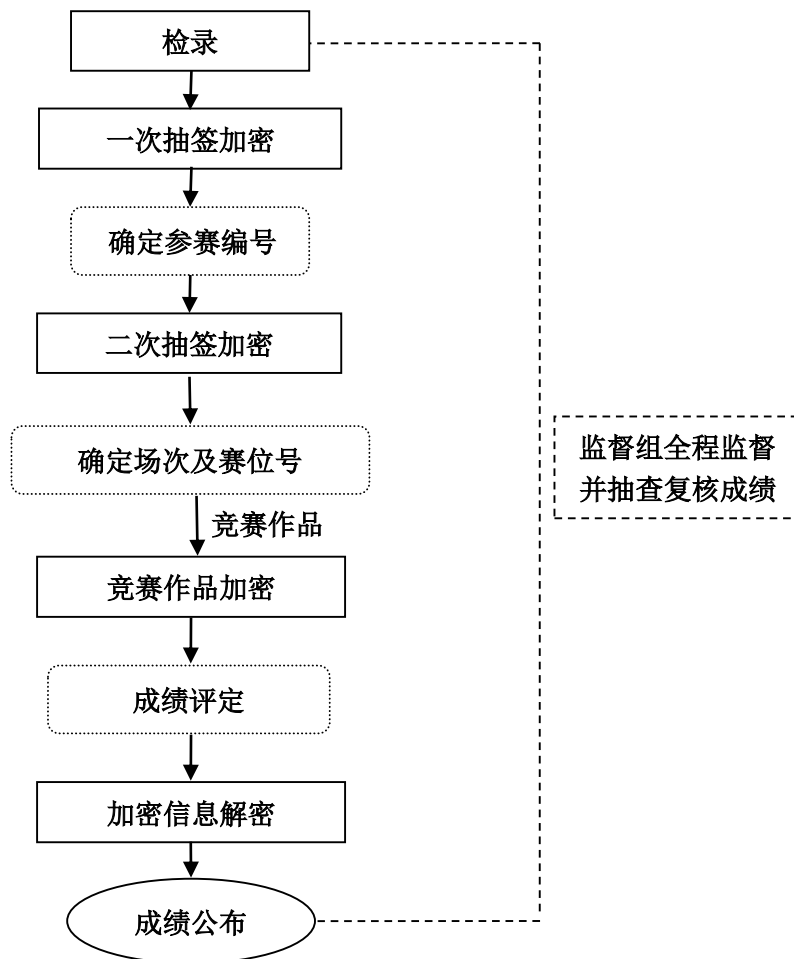 检录
一次抽签加密
确定参赛编号
二次抽签加密
确定场次及赛位号
竞赛作品
竞赛作品加密
成绩评定
加密信息解密
成绩公布
监督组全程监督
并抽查复核成绩